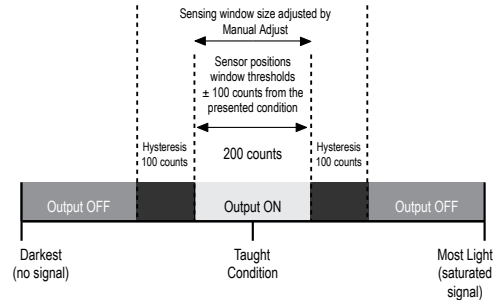 Sensing window size adjusted by
Manual Adjust
Sensor positions
window thresholds
± 100 counts from the
presented condition
Hysteresis
100 counts
200 counts
Hysteresis
100 counts
Output OFF
Output ON
Output OFF
Darkest
(no signal)
Taught
Condition
Most Light
(saturated
signal)